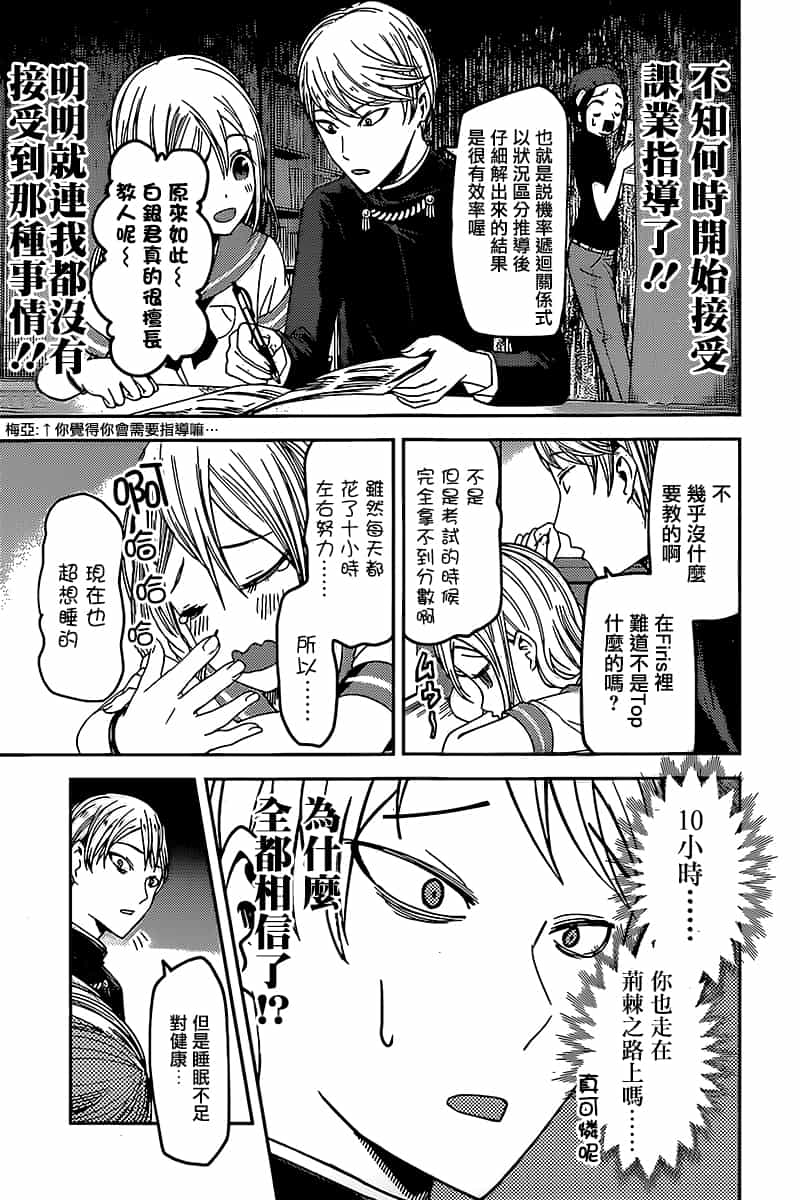 不知何時開始接受
課業指導了!!
也就是説機率遞迴關係式
以狀況區分推導後
仔細解出來的結果
是很有效率喔
原來如此~
白銀君真的很擅長
教人呢~
明明就連我都沒有
接受到那種事情!!
梅亞:↑你覺得你會需要指導嘛…
不
幾乎沒什麼
要教的啊
在Firis裡
難道不是Top
什麼的嗎?
不是
但是考試的時候
完全拿不到分數啊
ムウ~
雖然每天都
花了十小時
左右努力…
所以……
啊
哈
哈
哈
現在也
超想睡的
10小時……
你也走在
荊棘之路上嗎……
真可憐呢
為什麼
全都相信了!?
但是睡眠不足
對健康…